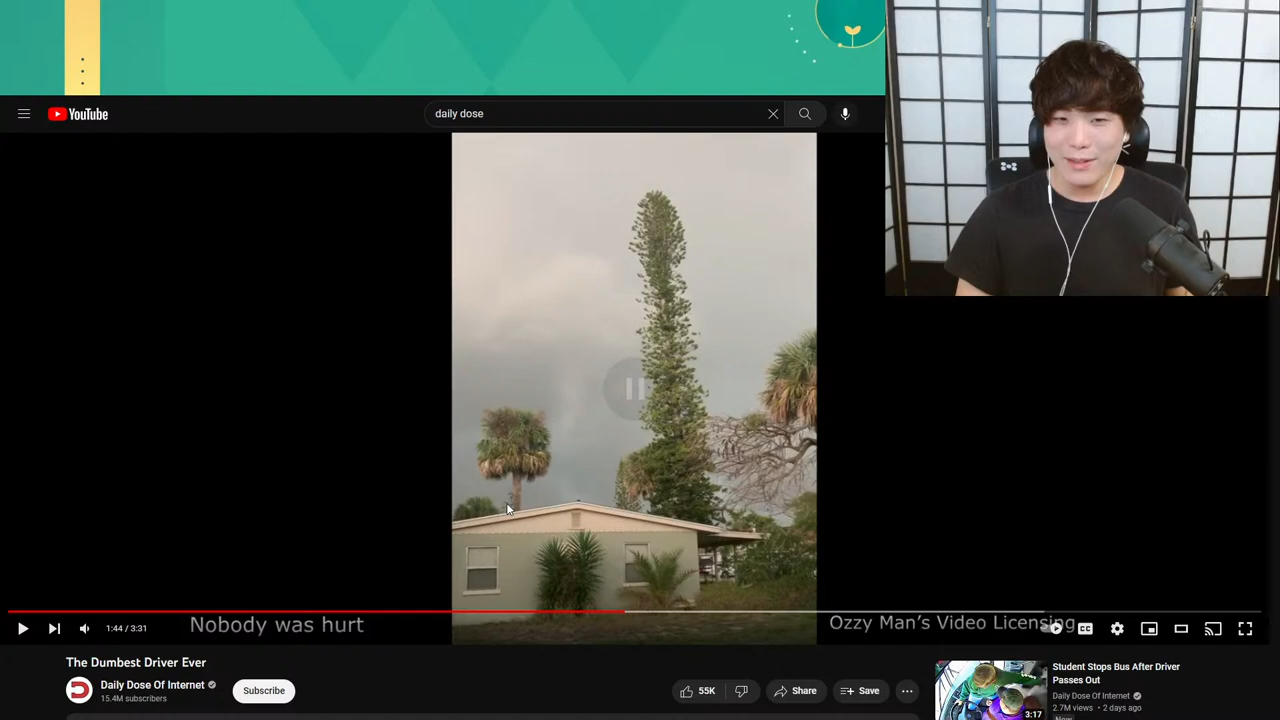 YouTube
daily dose
1:44 / 3:31
Nobody was hurt
Ozzy Man's Video Licensing
CC
The Dumbest Driver Ever
Daily Dose Of Internet
15.4M subscribers
Subscribe
55K
Share
Save
3:17
Student Stops Bus After Driver
Passes Out
Daily Dose Of Internet
2.7M views • 2 days ago